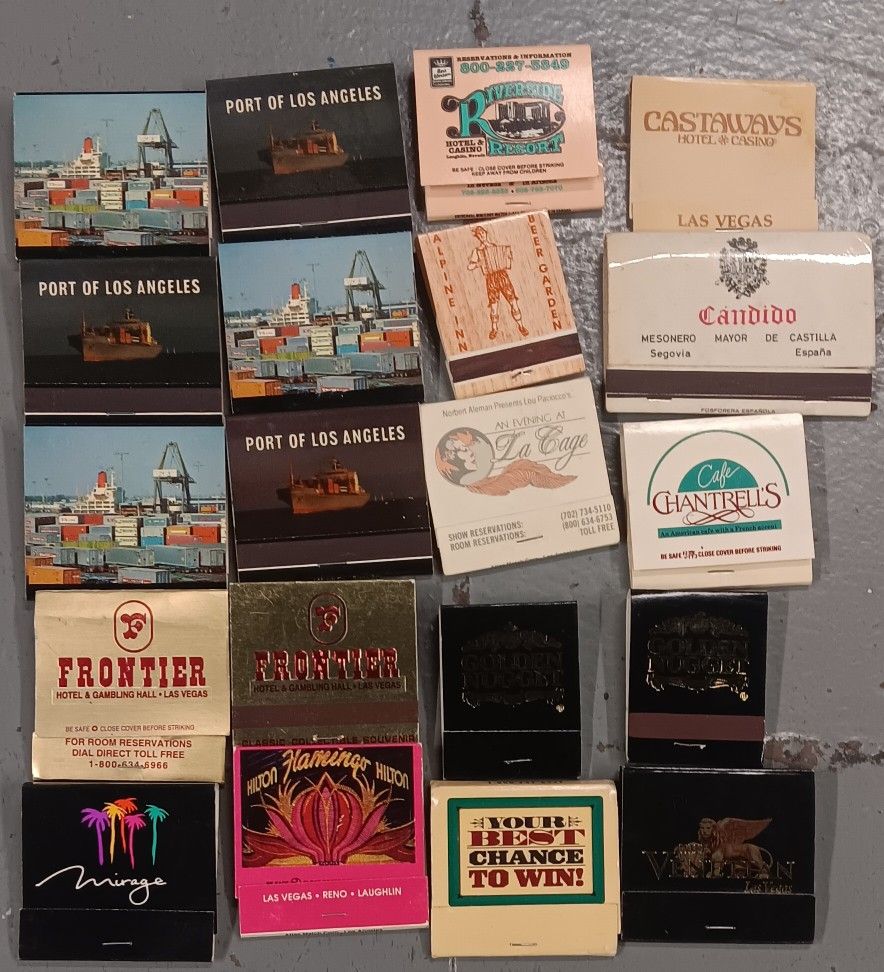 PORT OF LOS ANGELES
RESERVATIONS & INFORMATION
800-227-3849
RIVERSIDE
HOTEL &
CASINO
Laughlin, Nevada
RESORT
BE SAFE · CLOSE COVER BEFORE STRIKING
KEEP AWAY FROM CHILDREN
CASTAWAYS
HOTEL CASINO
LAS VEGAS
PORT OF LOS ANGELES
ALPINE INN
BEER GARDEN
Cándido
MESONERO MAYOR DE CASTILLA
Segovia España
FOSFORERA ESPAÑOLA
PORT OF LOS ANGELES
Norbert Aleman Presents Lou Paciocco's
AN EVENING AT
La Cage
SHOW RESERVATIONS: (702) 734-5110
ROOM RESERVATIONS: (800) 634-6753
TOLL FREE
Cafe
CHANTRELL'S
An American cafe with a French accent
BE SAFE CLOSE COVER BEFORE STRIKING
F
FRONTIER
HOTEL & GAMBLING HALL • LAS VEGAS
BE SAFE CLOSE COVER BEFORE STRIKING
FOR ROOM RESERVATIONS
DIAL DIRECT TOLL FREE
1-800-634-6966
F
FRONTIER
HOTEL & GAMBLING HALL • LAS VEGAS
GOLDEN
NUGGET
GOLDEN
NUGGET
Mirage
HILTON Flamingo HILTON
LAS VEGAS • RENO • LAUGHLIN
YOUR
BEST
CHANCE
TO WIN!
VENETIAN
Las Vegas